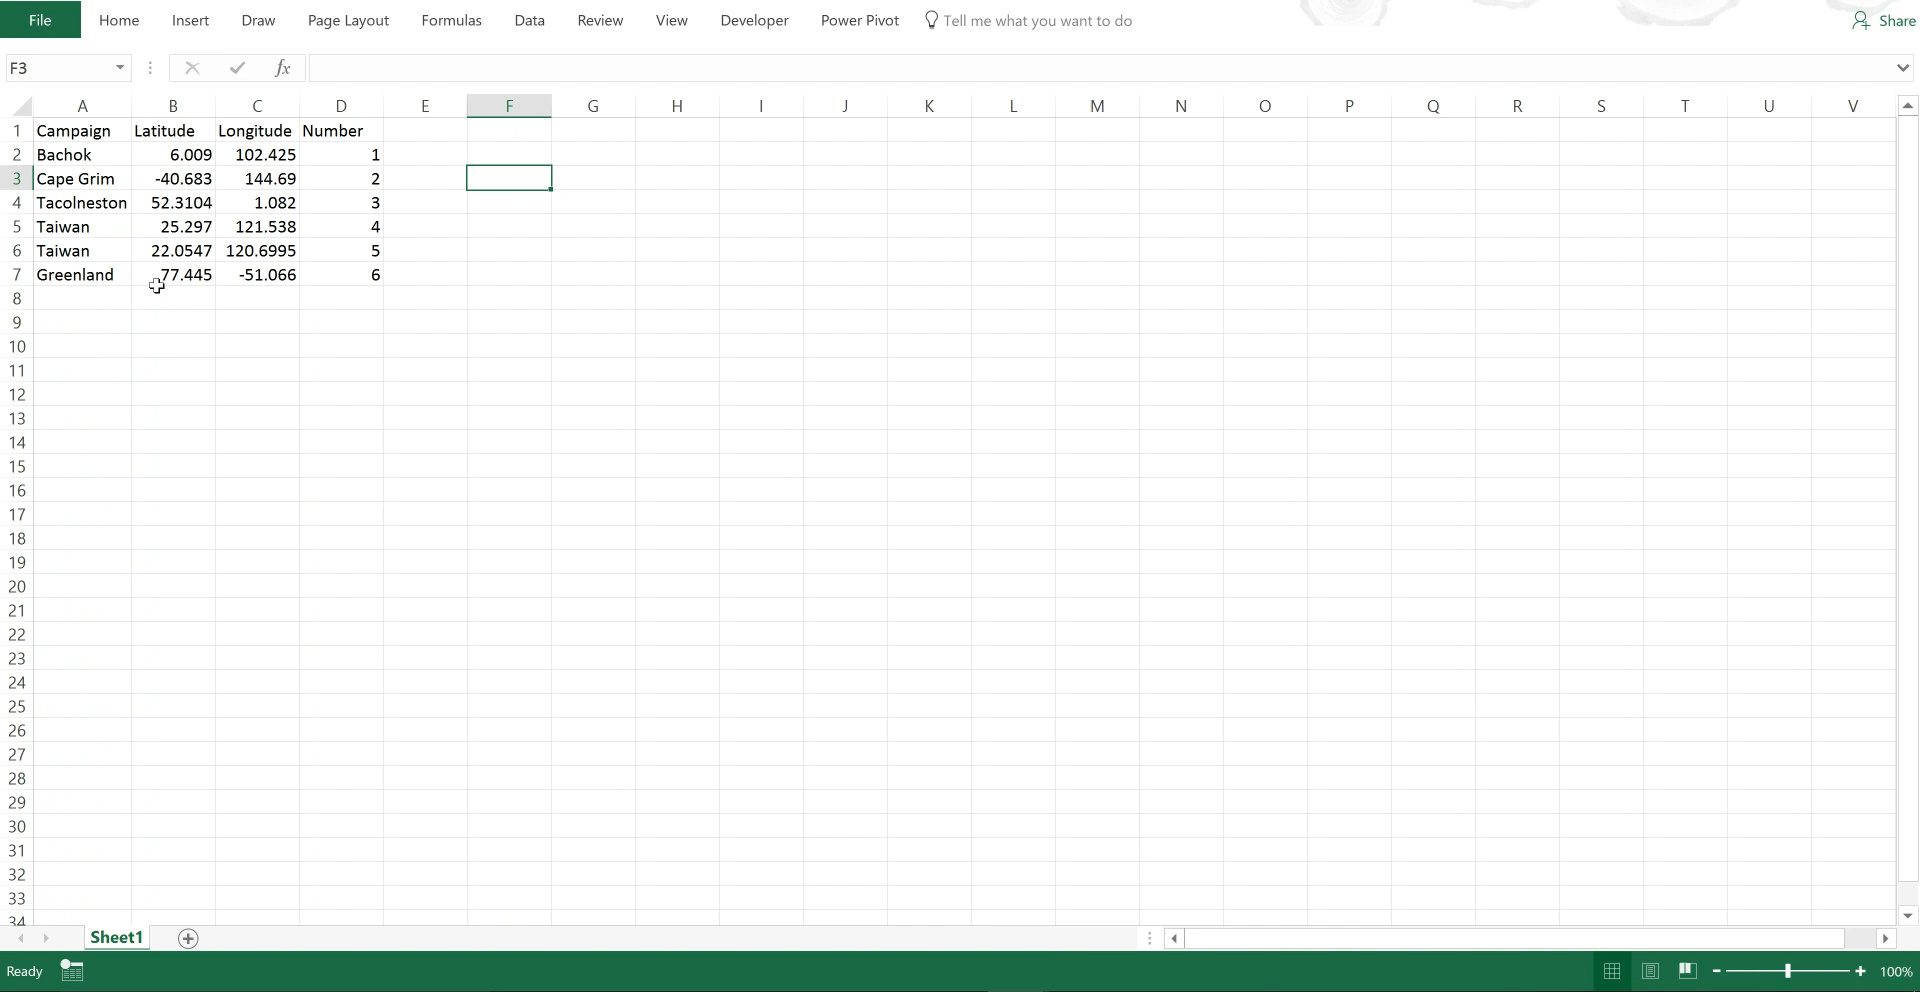 File Home Insert Draw Page Layout Formulas Data Review View Developer Power Pivot Tell me what you want to do Share
F3 fx
A B C D E F G H I J K L M N O P Q R S T U V
1 Campaign Latitude Longitude Number
2 Bachok 6.009 102.425 1
3 Cape Grim -40.683 144.69 2
4 Tacolneston 52.3104 1.082 3
5 Taiwan 25.297 121.538 4
6 Taiwan 22.0547 120.6995 5
7 Greenland 77.445 -51.066 6
8
9
10
11
12
13
14
15
16
17
18
19
20
21
22
23
24
25
26
27
28
29
30
31
32
33
34
Sheet1
Ready 100%